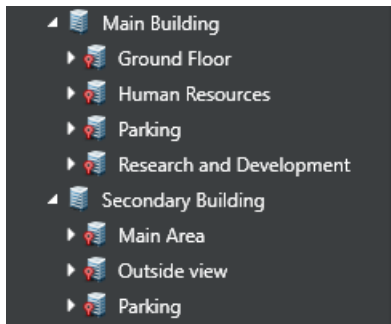 Main Building
Ground Floor
Human Resources
Parking
Research and Development
Secondary Building
Main Area
Outside view
Parking